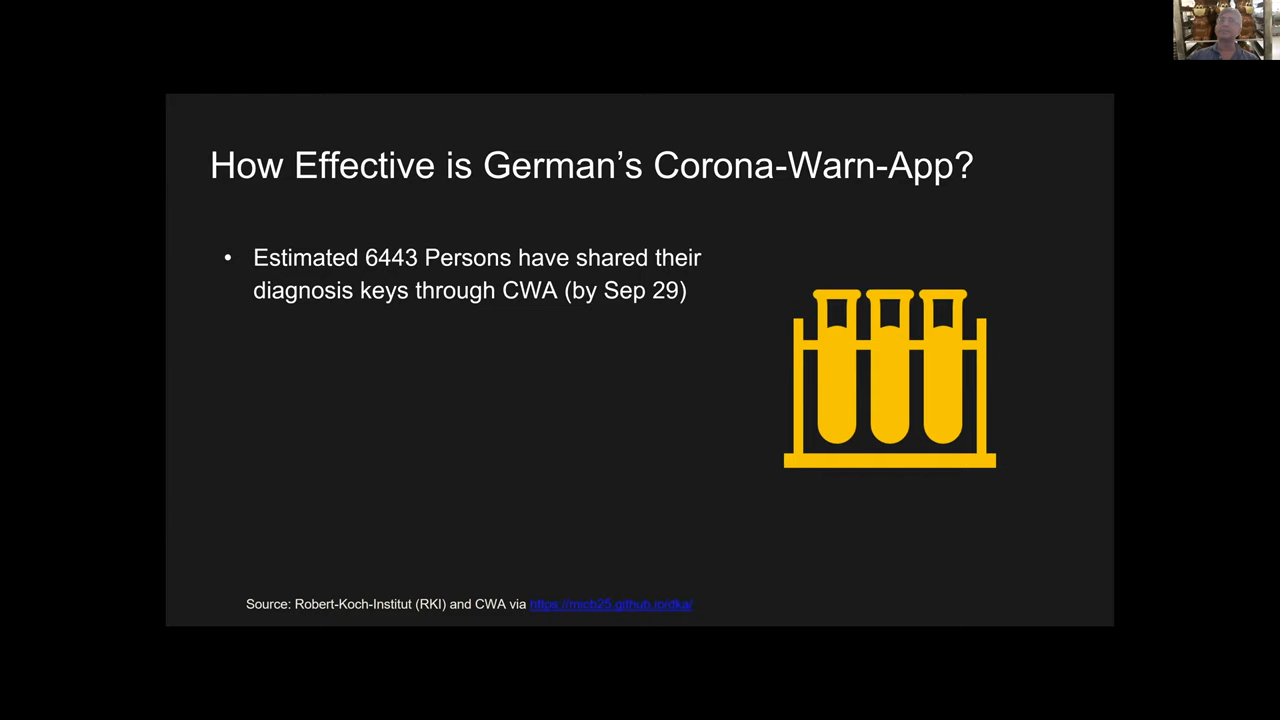 How Effective is German’s Corona-Warn-App?
• Estimated 6443 Persons have shared their
diagnosis keys through CWA (by Sep 29)
Source: Robert-Koch-Institut (RKI) and CWA via https://micb25.github.io/dka/